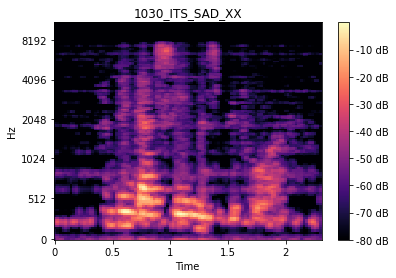 1030_ITS_SAD_XX
8192
4096
2048
1024
512
0
Hz
0
0.5
1
1.5
2
Time
-10 dB
-20 dB
-30 dB
-40 dB
-50 dB
-60 dB
-70 dB
-80 dB